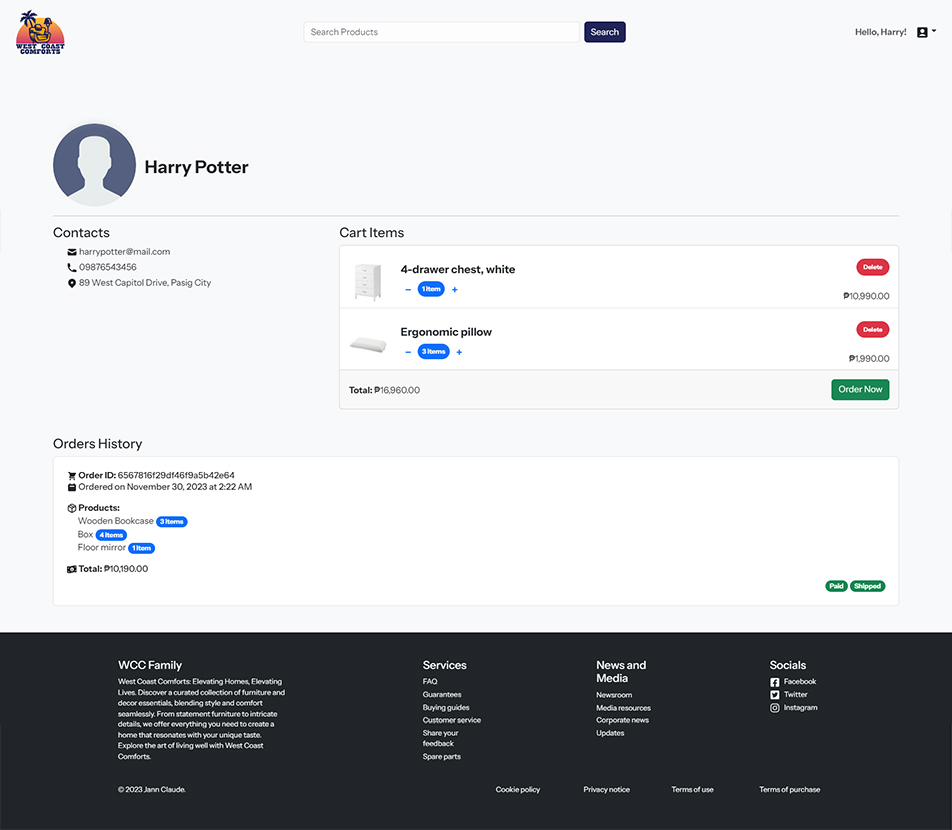 WEST COAST
COMFORTS
Search Products
Search
Hello, Harry!
Harry Potter
Contacts
harrypotter@mail.com
09876543456
89 West Capitol Drive, Pasig City
Cart Items
4-drawer chest, white
Delete
− 1 Item +
₱10,990.00
Ergonomic pillow
Delete
− 3 Items +
₱1,990.00
Total: ₱16,960.00
Order Now
Orders History
Order ID: 6567816f29df46f9a5b42e64
Ordered on November 30, 2023 at 2:22 AM
Products:
Wooden Bookcase 3 Items
Box 4 Items
Floor mirror 1 Item
Total: ₱10,190.00
Paid Shipped
WCC Family
West Coast Comforts: Elevating Homes, Elevating
Lives. Discover a curated collection of furniture and
decor essentials, blending style and comfort
seamlessly. From statement furniture to intricate
details, we offer everything you need to create a
home that resonates with your unique taste.
Explore the art of living well with West Coast
Comforts.
Services
FAQ
Guarantees
Buying guides
Customer service
Share your
feedback
Spare parts
News and
Media
Newsroom
Media resources
Corporate news
Updates
Socials
Facebook
Twitter
Instagram
© 2023 Jann Claude.
Cookie policy
Privacy notice
Terms of use
Terms of purchase